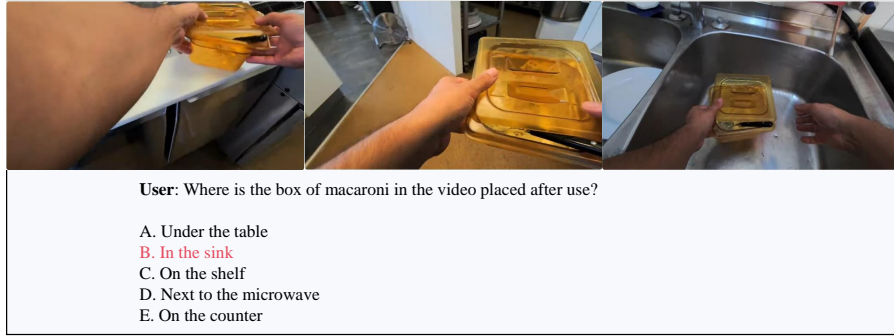 User: Where is the box of macaroni in the video placed after use?
A. Under the table
B. In the sink
C. On the shelf
D. Next to the microwave
E. On the counter